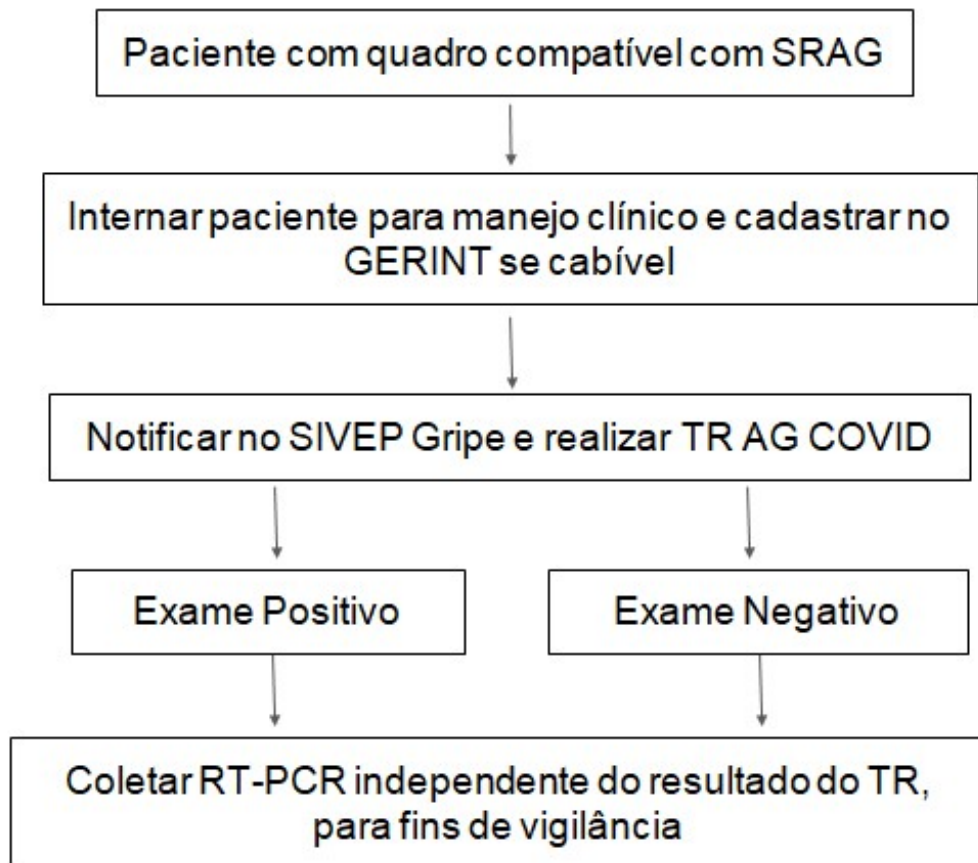 Paciente com quadro compatível com SRAG
Internar paciente para manejo clínico e cadastrar no
GERINT se cabível
Notificar no SIVEP Gripe e realizar TR AG COVID
Exame Positivo
Exame Negativo
Coletar RT-PCR independente do resultado do TR,
para fins de vigilância